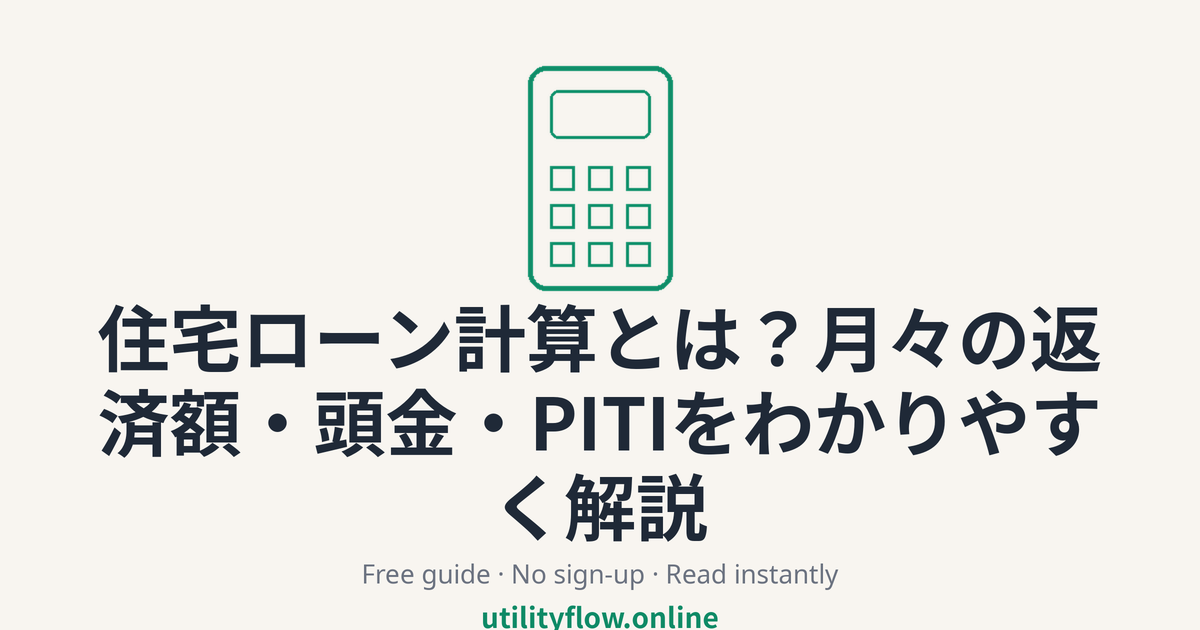 住宅ローン計算とは？月々の返
済額・頭金・PITIをわかりやす
く解説
Free guide · No sign-up · Read instantly
utilityflow.online